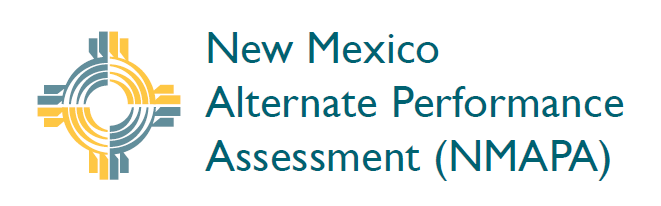 New Mexico
Alternate Performance
Assessment (NMAPA)